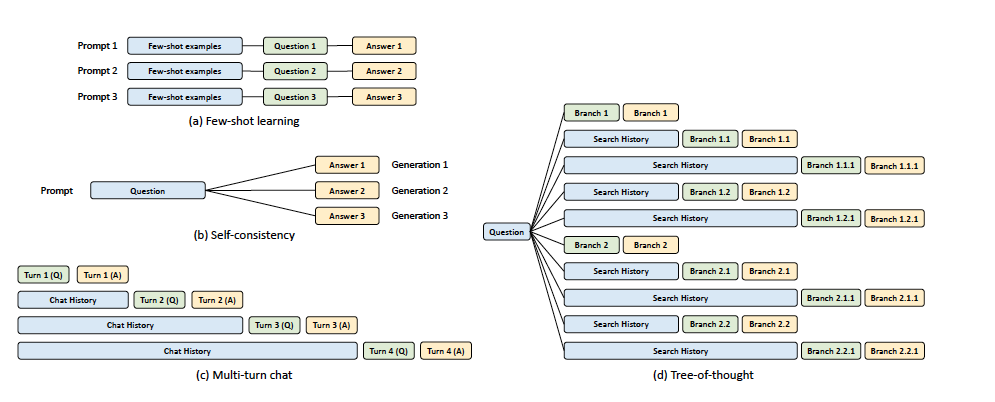 Prompt 1 Few-shot examples Question 1 Answer 1
Prompt 2 Few-shot examples Question 2 Answer 2
Prompt 3 Few-shot examples Question 3 Answer 3
(a) Few-shot learning
Prompt Question
Answer 1 Generation 1
Answer 2 Generation 2
Answer 3 Generation 3
(b) Self-consistency
Turn 1 (Q) Turn 1 (A)
Chat History Turn 2 (Q) Turn 2 (A)
Chat History Turn 3 (Q) Turn 3 (A)
Chat History Turn 4 (Q) Turn 4 (A)
(c) Multi-turn chat
Question
Branch 1 Branch 1
Search History Branch 1.1 Branch 1.1
Search History Branch 1.1.1 Branch 1.1.1
Search History Branch 1.2 Branch 1.2
Search History Branch 1.2.1 Branch 1.2.1
Branch 2 Branch 2
Search History Branch 2.1 Branch 2.1
Search History Branch 2.1.1 Branch 2.1.1
Search History Branch 2.2 Branch 2.2
Search History Branch 2.2.1 Branch 2.2.1
(d) Tree-of-thought